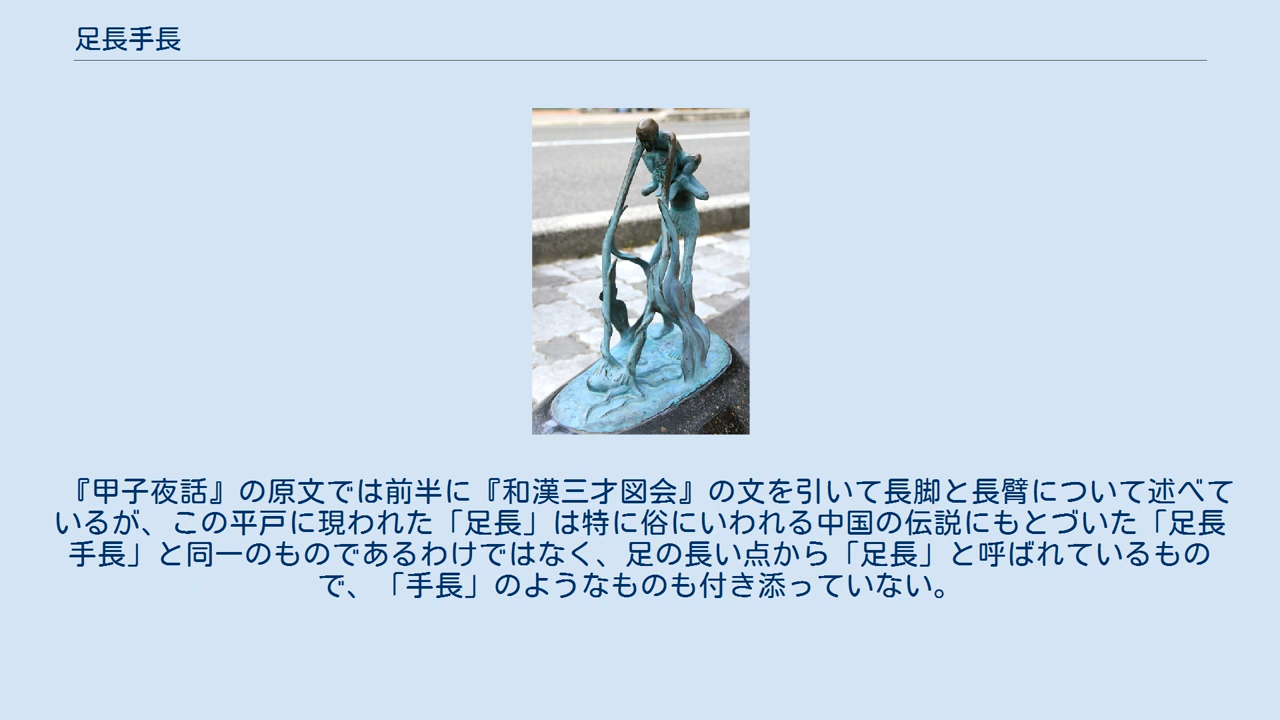 足長手長
『甲子夜話』の原文では前半に『和漢三才図会』の文を引いて長脚と長臂について述べて
いるが、この平戸に現われた「足長」は特に俗にいわれる中国の伝説にもとづいた「足長
手長」と同一のものであるわけではなく、足の長い点から「足長」と呼ばれているもの
で、「手長」のようなものも付き添っていない。